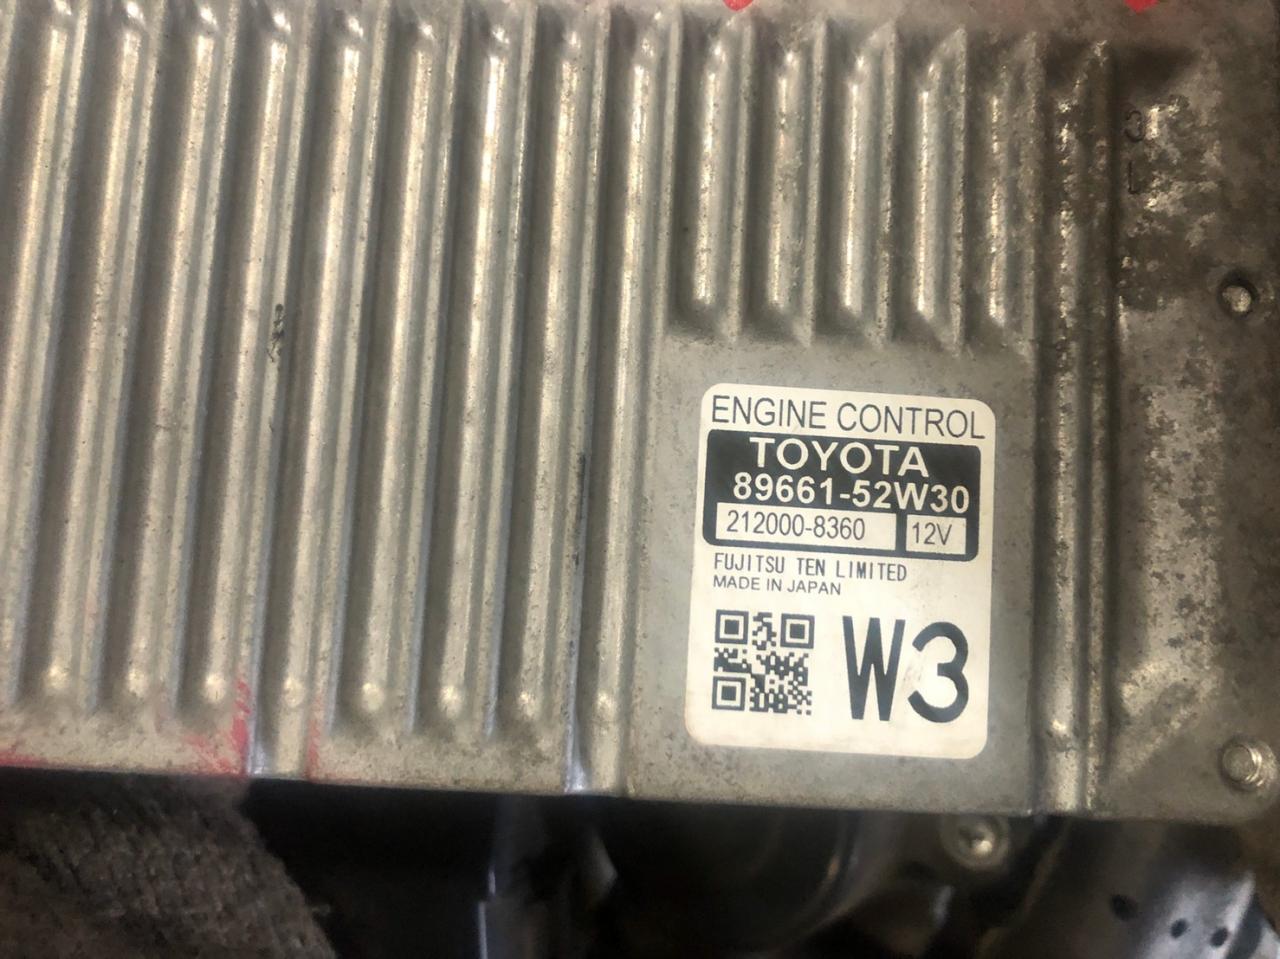 ENGINE CONTROL
TOYOTA
89661-52W30
212000-8360 12V
FUJITSU TEN LIMITED
MADE IN JAPAN
W3